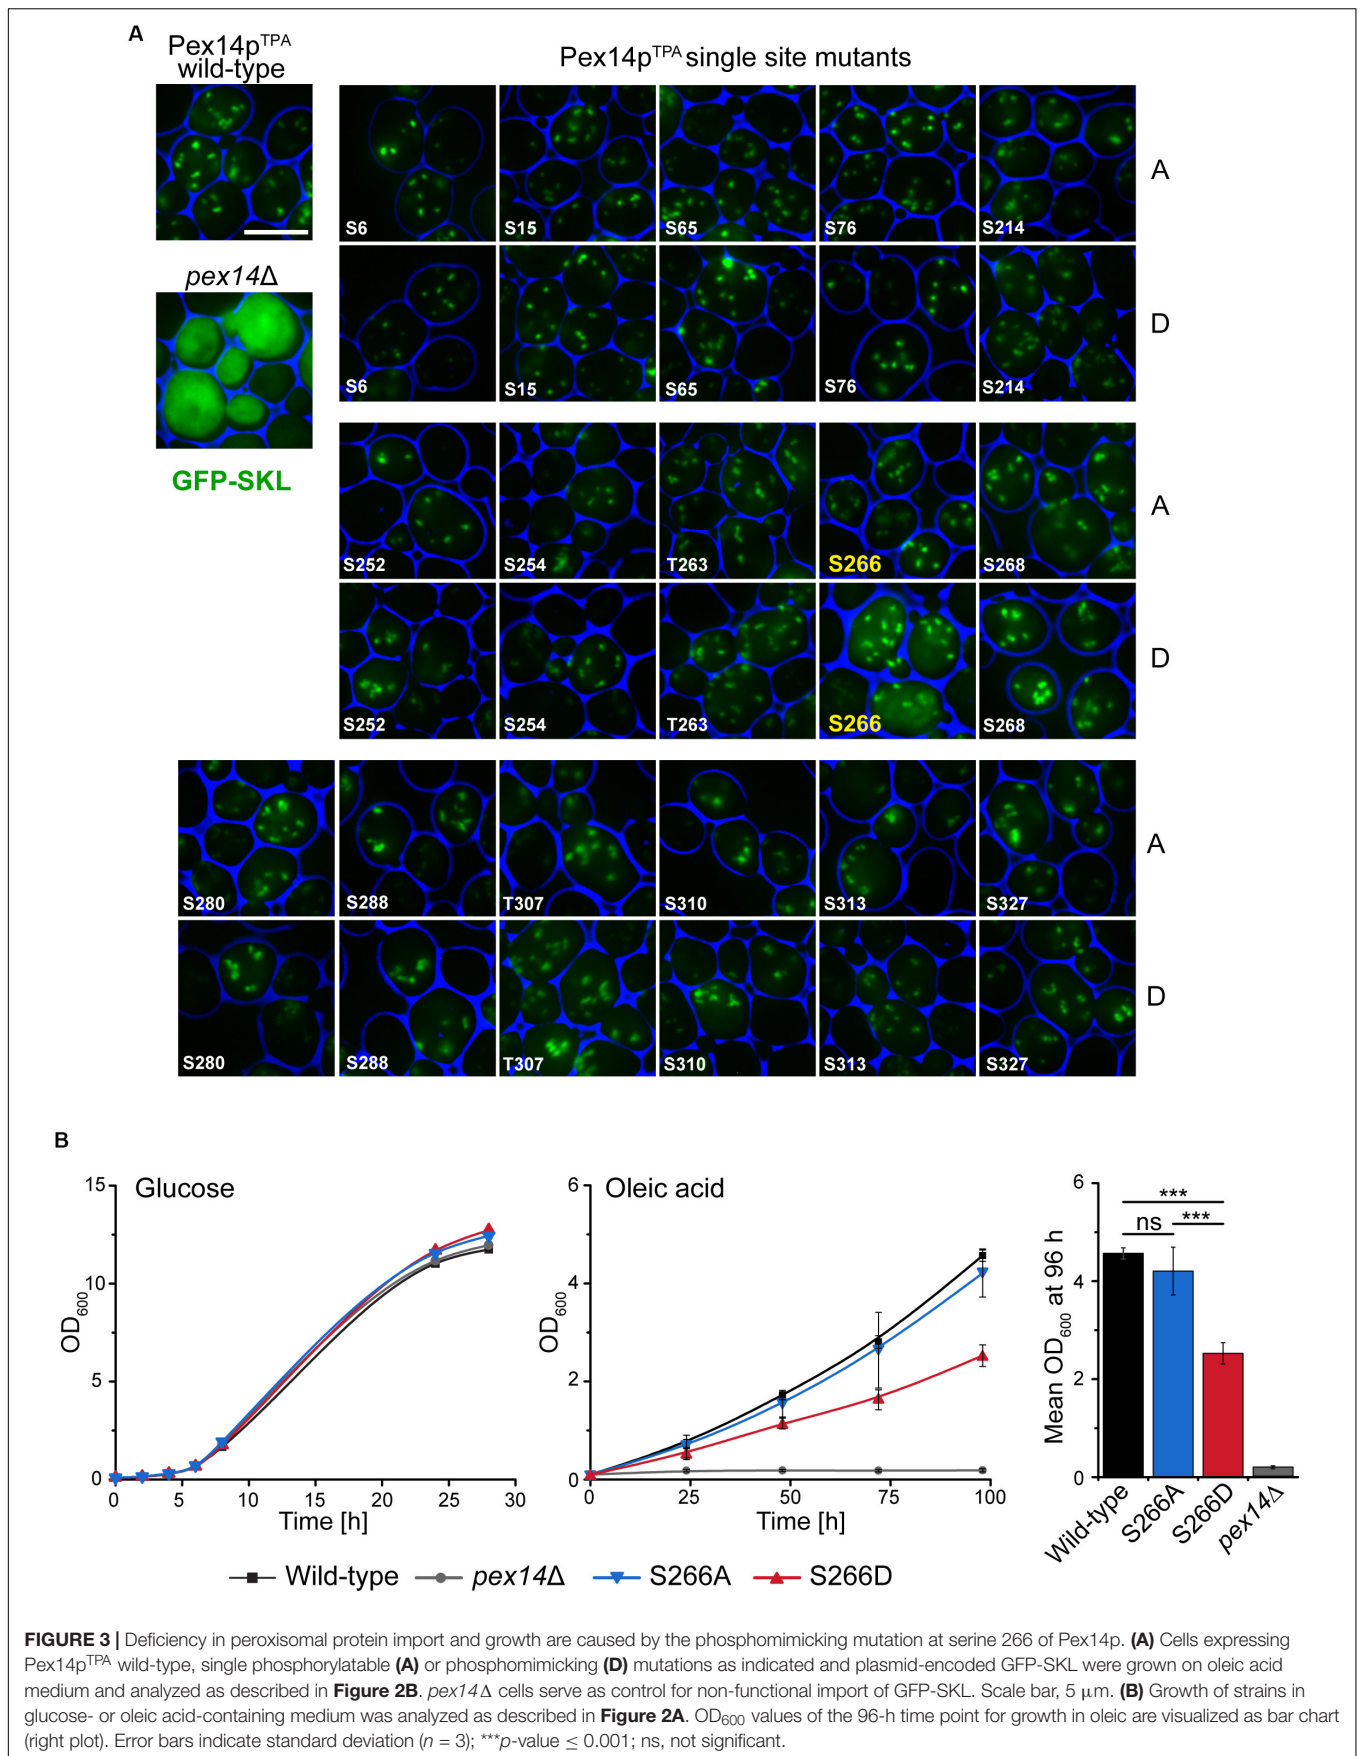 A
Pex14pTPA
wild-type
Pex14pTPA single site mutants
S6 S15 S65 S76 S214
A
pex14Δ
S6 S15 S65 S76 S214
D
GFP-SKL
S252 S254 T263 S266 S268
A
S252 S254 T263 S266 S268
D
S280 S288 T307 S310 S313 S327
A
S280 S288 T307 S310 S313 S327
D
B
Glucose
15
10
5
0
OD600
0 5 10 15 20 25 30
Time [h]
Oleic acid
6
4
2
0
OD600
0 25 50 75 100
Time [h]
6
4
2
0
Mean OD600 at 96 h
***
ns ***
Wild-type S266A S266D pex14Δ
Wild-type pex14Δ S266A S266D
FIGURE 3 | Deficiency in peroxisomal protein import and growth are caused by the phosphomimicking mutation at serine 266 of Pex14p. (A) Cells expressing
Pex14pTPA wild-type, single phosphorylatable (A) or phosphomimicking (D) mutations as indicated and plasmid-encoded GFP-SKL were grown on oleic acid
medium and analyzed as described in Figure 2B. pex14Δ cells serve as control for non-functional import of GFP-SKL. Scale bar, 5 μm. (B) Growth of strains in
glucose- or oleic acid-containing medium was analyzed as described in Figure 2A. OD600 values of the 96-h time point for growth in oleic are visualized as bar chart
(right plot). Error bars indicate standard deviation (n = 3); ***p-value ≤ 0.001; ns, not significant.